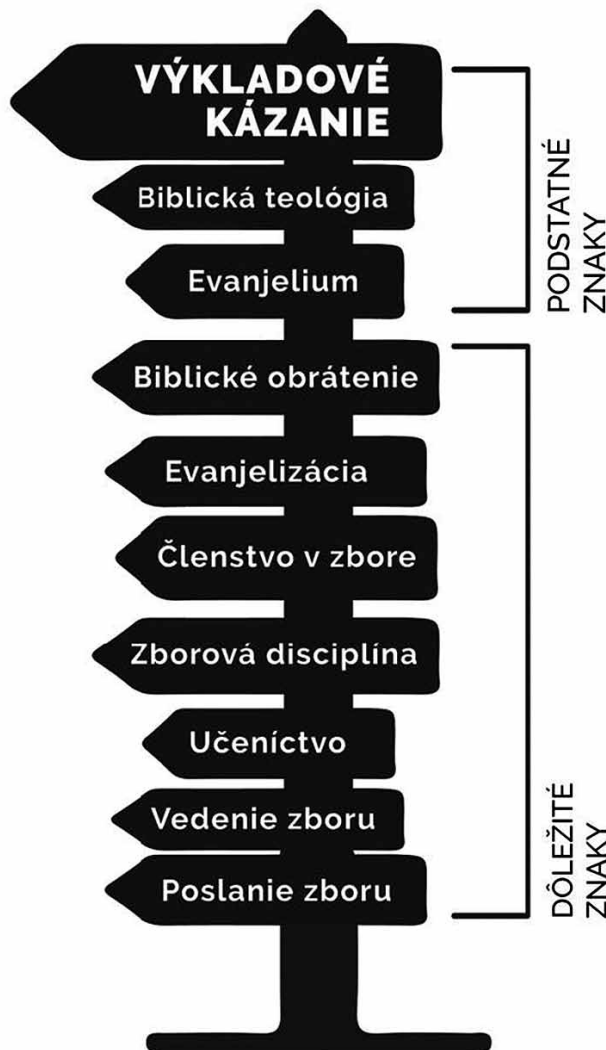 VÝKLADOVÉ
KÁZANIE
Biblická teológia
Evanjelium
PODSTATNÉ
ZNAKY
Biblické obrátenie
Evanjelizácia
Členstvo v zbore
Zborová disciplína
Učeníctvo
Vedenie zboru
Poslanie zboru
DÔLEŽITÉ
ZNAKY